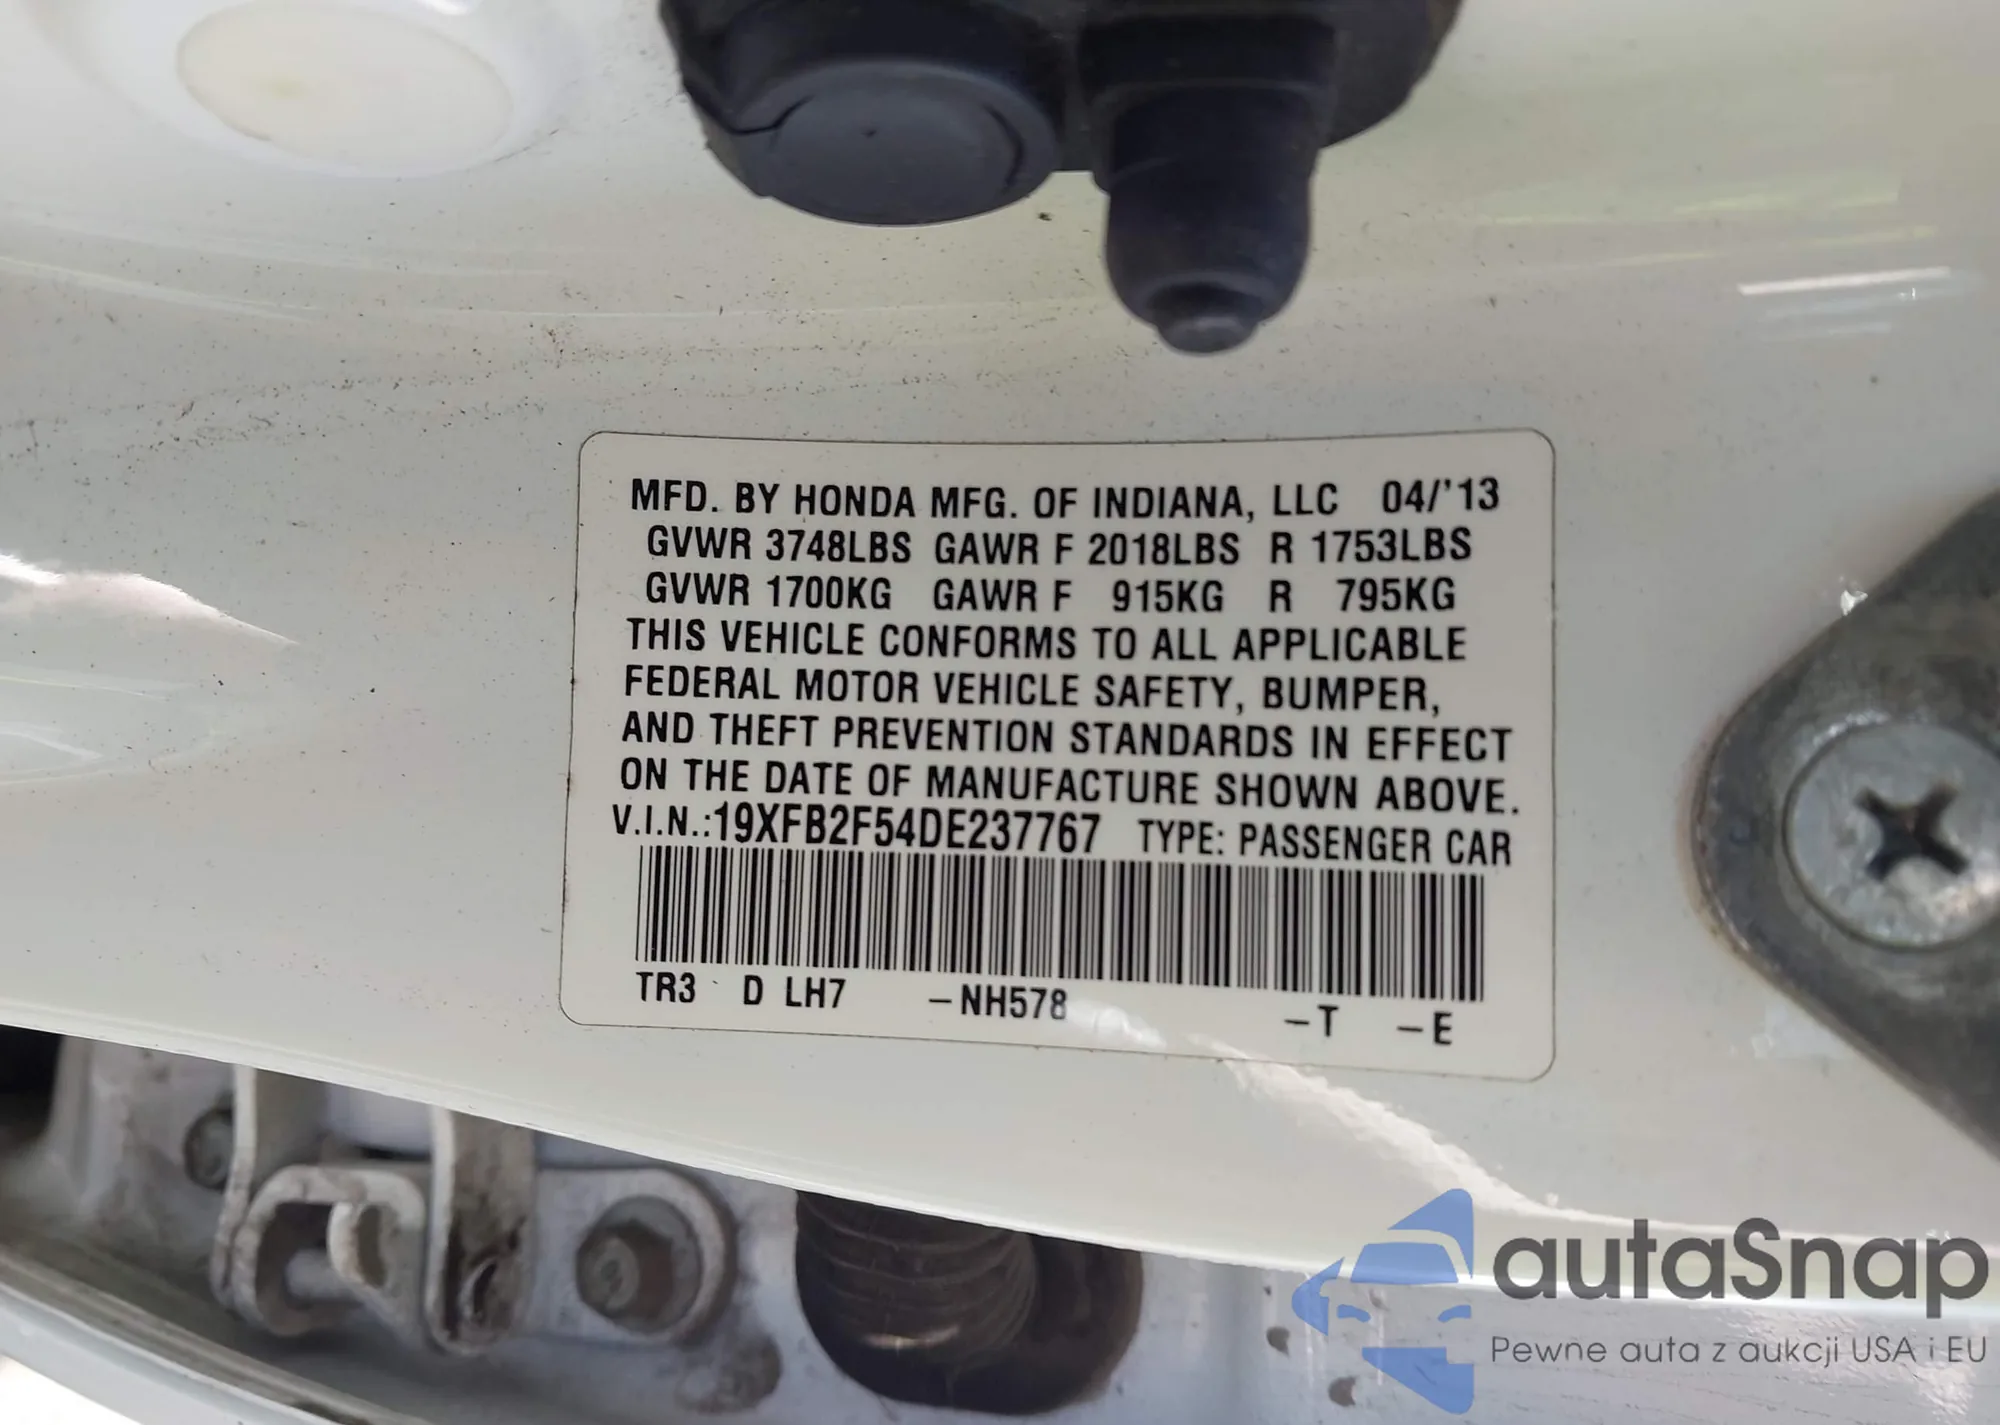 MFD. BY HONDA MFG. OF INDIANA, LLC 04/'13
GVWR 3748LBS GAWR F 2018LBS R 1753LBS
GVWR 1700KG GAWR F 915KG R 795KG
THIS VEHICLE CONFORMS TO ALL APPLICABLE
FEDERAL MOTOR VEHICLE SAFETY, BUMPER,
AND THEFT PREVENTION STANDARDS IN EFFECT
ON THE DATE OF MANUFACTURE SHOWN ABOVE.
V.I.N.:19XFB2F54DE237767 TYPE: PASSENGER CAR
TR3 D LH7 -NH578 -T -E
autaSnap
Pewne auta z aukcji USA i EU